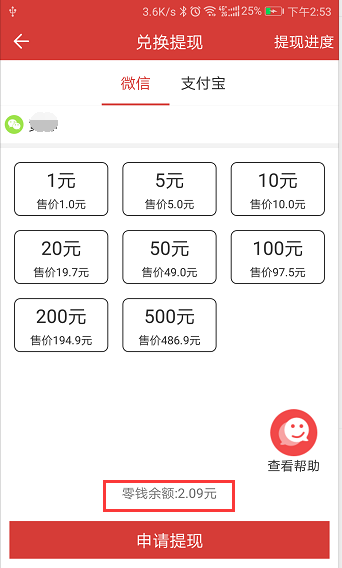 3.6K/s 25% 下午2:53
兑换提现 提现进度
微信 支付宝
1元 5元 10元
售价1.0元 售价5.0元 售价10.0元
20元 50元 100元
售价19.7元 售价49.0元 售价97.5元
200元 500元
售价194.9元 售价486.9元
查看帮助
零钱余额:2.09元
申请提现